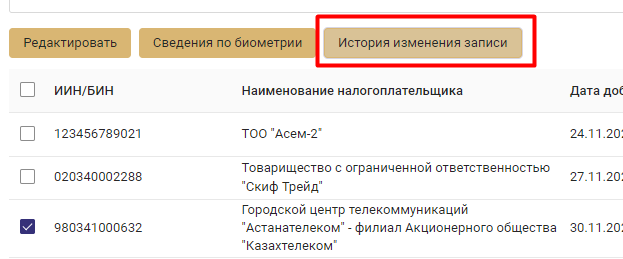 Редактировать Сведения по биометрии История изменения записи
ИИН/БИН Наименование налогоплательщика Дата
123456789021 ТОО "Асем-2" 24.11.202
Товарищество с ограниченной ответственностью
020340002288 27.11.202
"Скиф Трейд"
Городской центр телекоммуникаций
980341000632 "Астанателеком" - филиал Акционерного общества 30.11.202
"Казахтелеком"